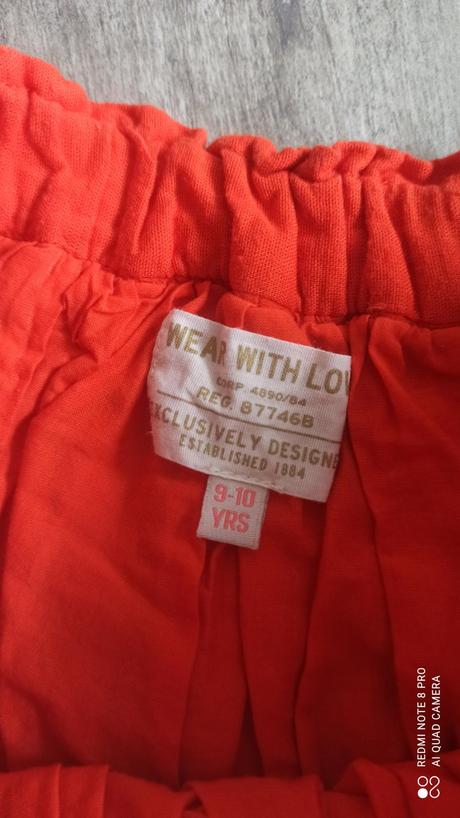 WEAR WITH LOV
CORP 4890/84
REG. 87746B
EXCLUSIVELY DESIGNE
ESTABLISHED 1884
9-10
YRS
REDMI NOTE 8 PRO
AI QUAD CAMERA